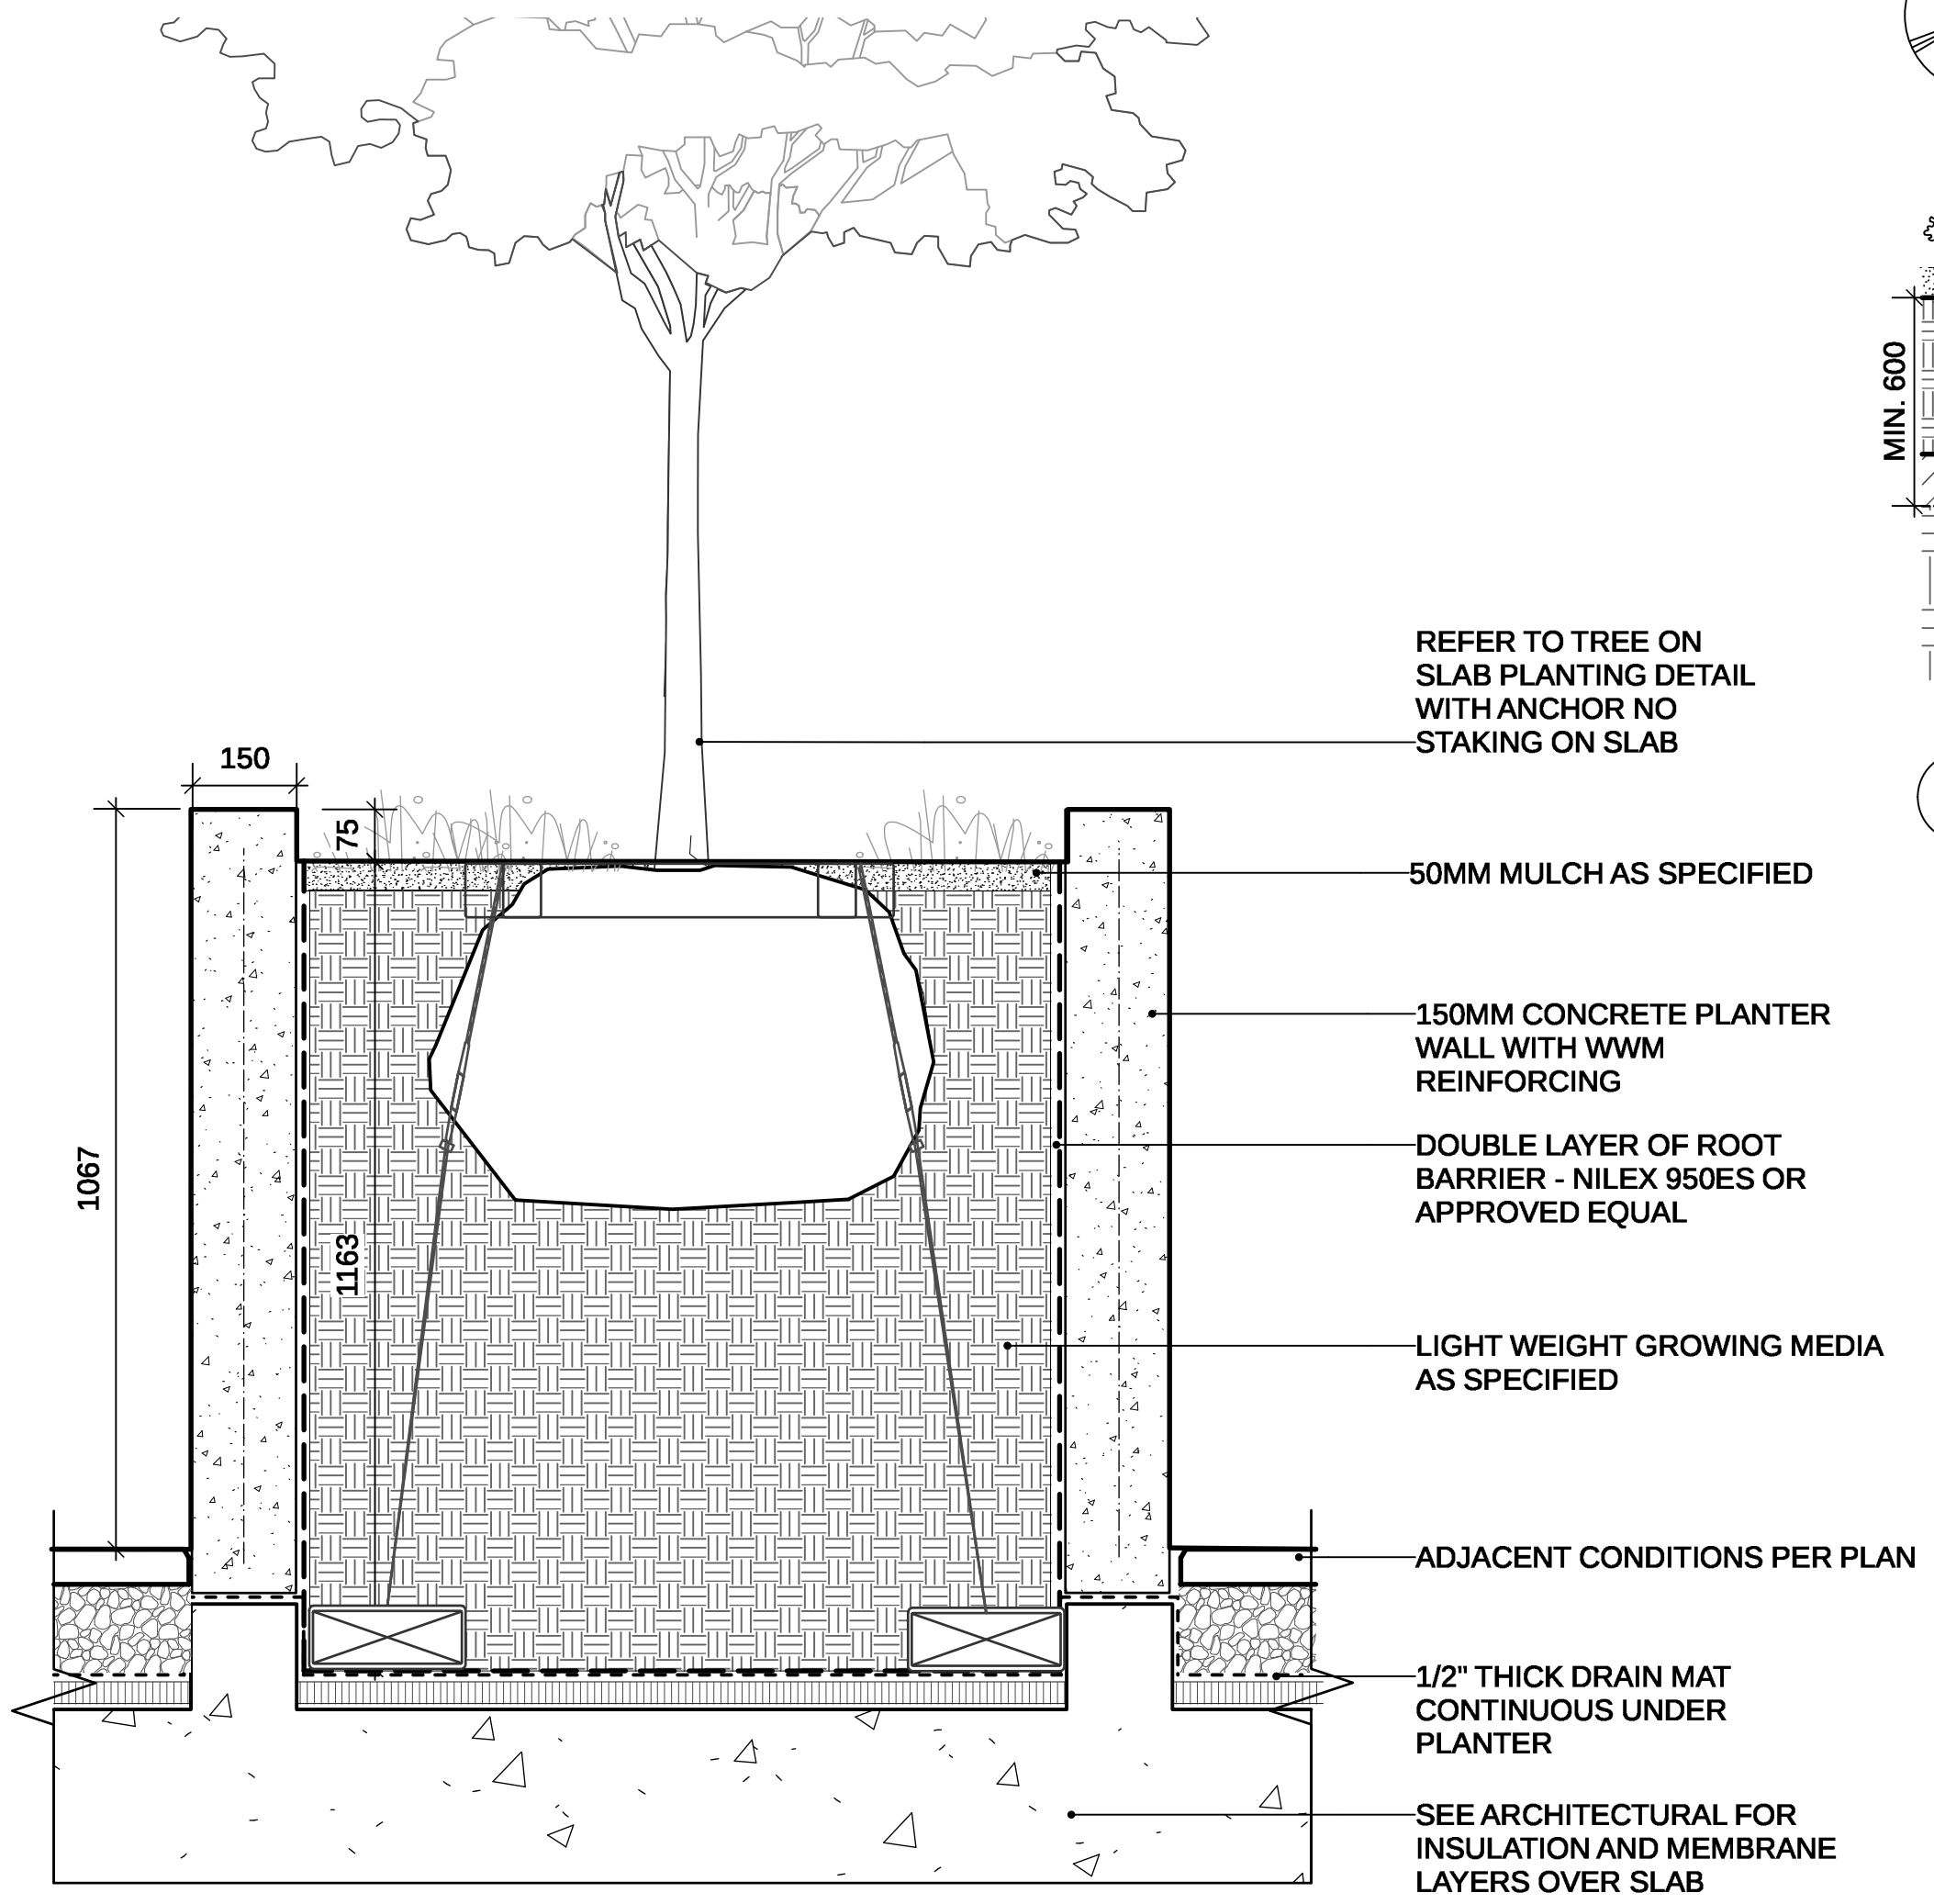 MIN. 600
REFER TO TREE ON
SLAB PLANTING DETAIL
WITH ANCHOR NO
STAKING ON SLAB
150
75
50MM MULCH AS SPECIFIED
150MM CONCRETE PLANTER
WALL WITH WWM
REINFORCING
1067
DOUBLE LAYER OF ROOT
BARRIER - NILEX 950ES OR
APPROVED EQUAL
1163
LIGHT WEIGHT GROWING MEDIA
AS SPECIFIED
ADJACENT CONDITIONS PER PLAN
1/2" THICK DRAIN MAT
CONTINUOUS UNDER
PLANTER
SEE ARCHITECTURAL FOR
INSULATION AND MEMBRANE
LAYERS OVER SLAB